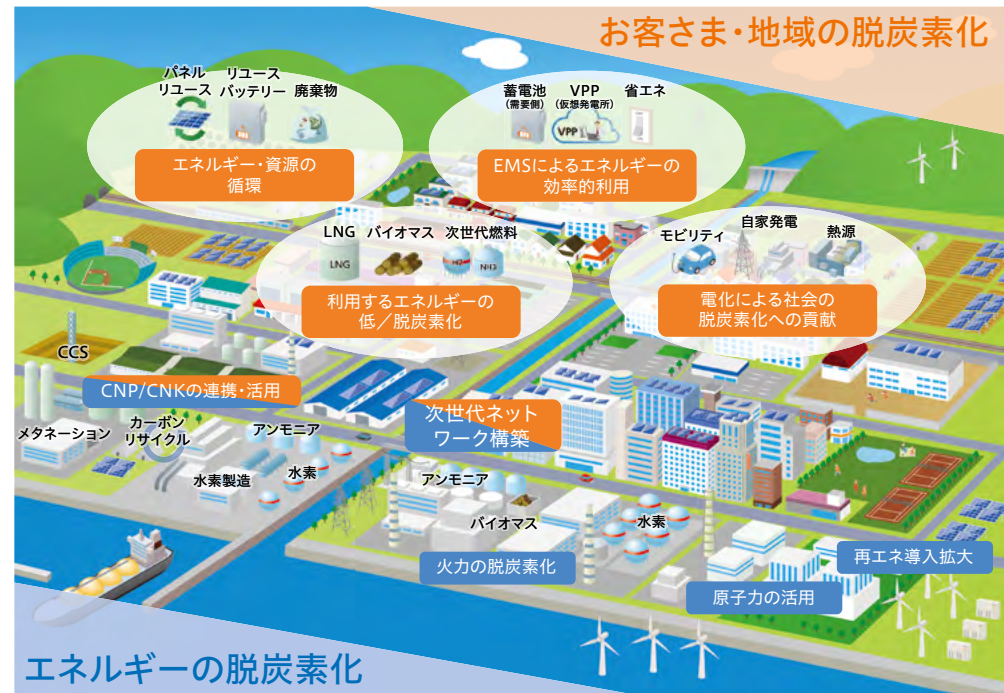 お客さま・地域の脱炭素化
パネル
リユース
リユース
バッテリー
廃棄物
エネルギー・資源の
循環
蓄電池
(需要側)
VPP
(仮想発電所)
省エネ
VPP
EMSによるエネルギーの
効率的利用
LNG
バイオマス
次世代燃料
LNG
H2
NH3
利用するエネルギーの
低／脱炭素化
モビリティ
自家発電
熱源
電化による社会の
脱炭素化への貢献
CCS
CNP/CNKの連携・活用
メタネーション
カーボン
リサイクル
アンモニア
水素製造
水素
次世代ネット
ワーク構築
アンモニア
バイオマス
水素
火力の脱炭素化
原子力の活用
再エネ導入拡大
エネルギーの脱炭素化